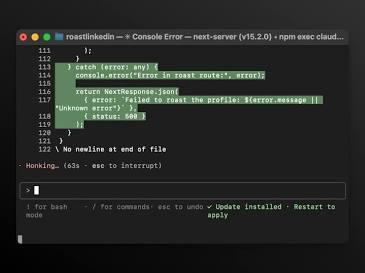 roastlinkedin — ✳ Console Error — next-server (v15.2.0) • npm exec claud...
111 );
112 }
113 } catch (error: any) {
114 console.error("Error in roast route:", error);
115
116 return NextResponse.json(
117 { error: `Failed to roast the profile: ${error.message ||
"Unknown error"}` },
118 { status: 500 }
119 );
120 }
121 }
122 \ No newline at end of file
· Honking… (63s · esc to interrupt)
>
! for bash mode · / for commands· esc to undo ✓ Update installed · Restart to apply